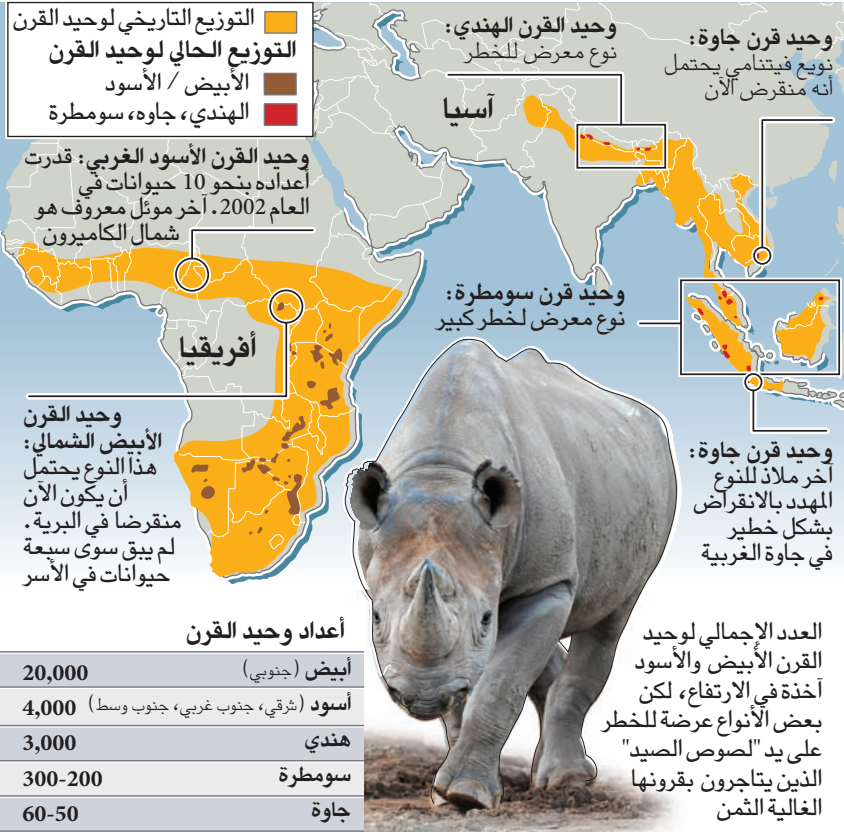 التوزيع التاريخي لوحيد القرن
التوزيع الحالي لوحيد القرن
الأبيض / الأسود
الهندي، جاوه، سومطرة
وحيد القرن الهندي:
نوع معرض للخطر
وحيد قرن جاوة:
نويع فيتنامي يحتمل
أنه منقرض الآن
آسيا
وحيد القرن الأسود الغربي: قدرت
أعداده بنحو 10 حيوانات في
العام 2002. آخر موئل معروف هو
شمال الكاميرون
وحيد قرن سومطرة:
نوع معرض لخطر كبير
أفريقيا
وحيد القرن
الأبيض الشمالي:
هذا النوع يحتمل
أن يكون الآن
منقرضا في البرية.
لم يبق سوى سبعة
حيوانات في الأسر
وحيد قرن جاوة:
آخر ملاذ للنوع
المهدد بالانقراض
بشكل خطير
في جاوة الغربية
العدد الإجمالي لوحيد
القرن الأبيض والأسود
آخذة في الارتفاع، لكن
بعض الأنواع عرضة للخطر
على يد "لصوص الصيد"
الذين يتاجرون بقرونها
الغالية الثمن
أعداد وحيد القرن
أبيض (جنوبي) 20,000
أسود (شرقي، جنوب غربي، جنوب وسط) 4,000
هندي 3,000
سومطرة 300-200
جاوة 60-50